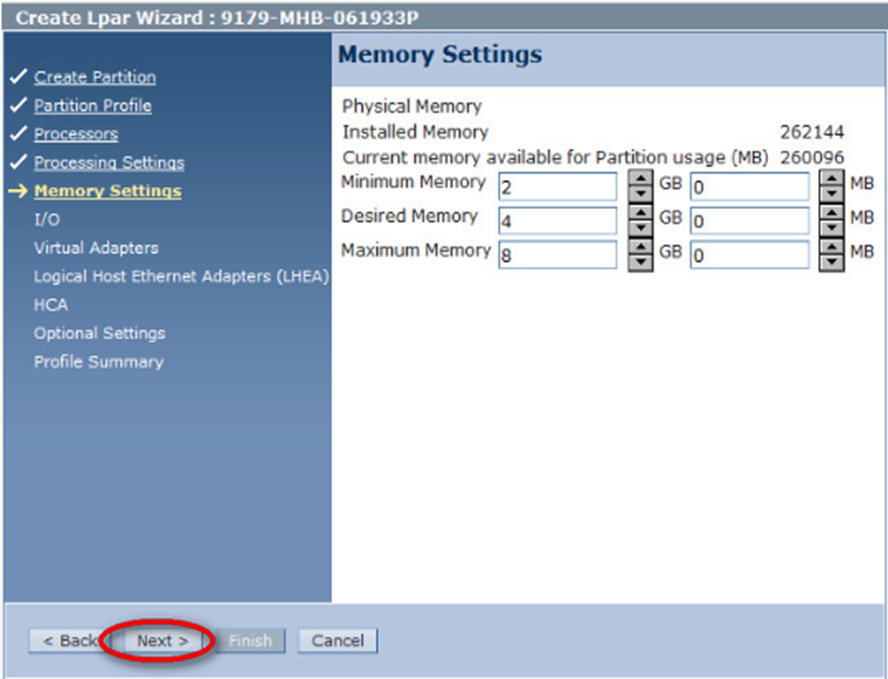 Create Lpar Wizard : 9179-MHB-061933P
Create Partition
Partition Profile
Processors
Processing Settings
Memory Settings
I/O
Virtual Adapters
Logical Host Ethernet Adapters (LHEA)
HCA
Optional Settings
Profile Summary
Memory Settings
Physical Memory
Installed Memory 262144
Current memory available for Partition usage (MB) 260096
Minimum Memory 2 GB 0 MB
Desired Memory 4 GB 0 MB
Maximum Memory 8 GB 0 MB
< Back Next > Finish Cancel